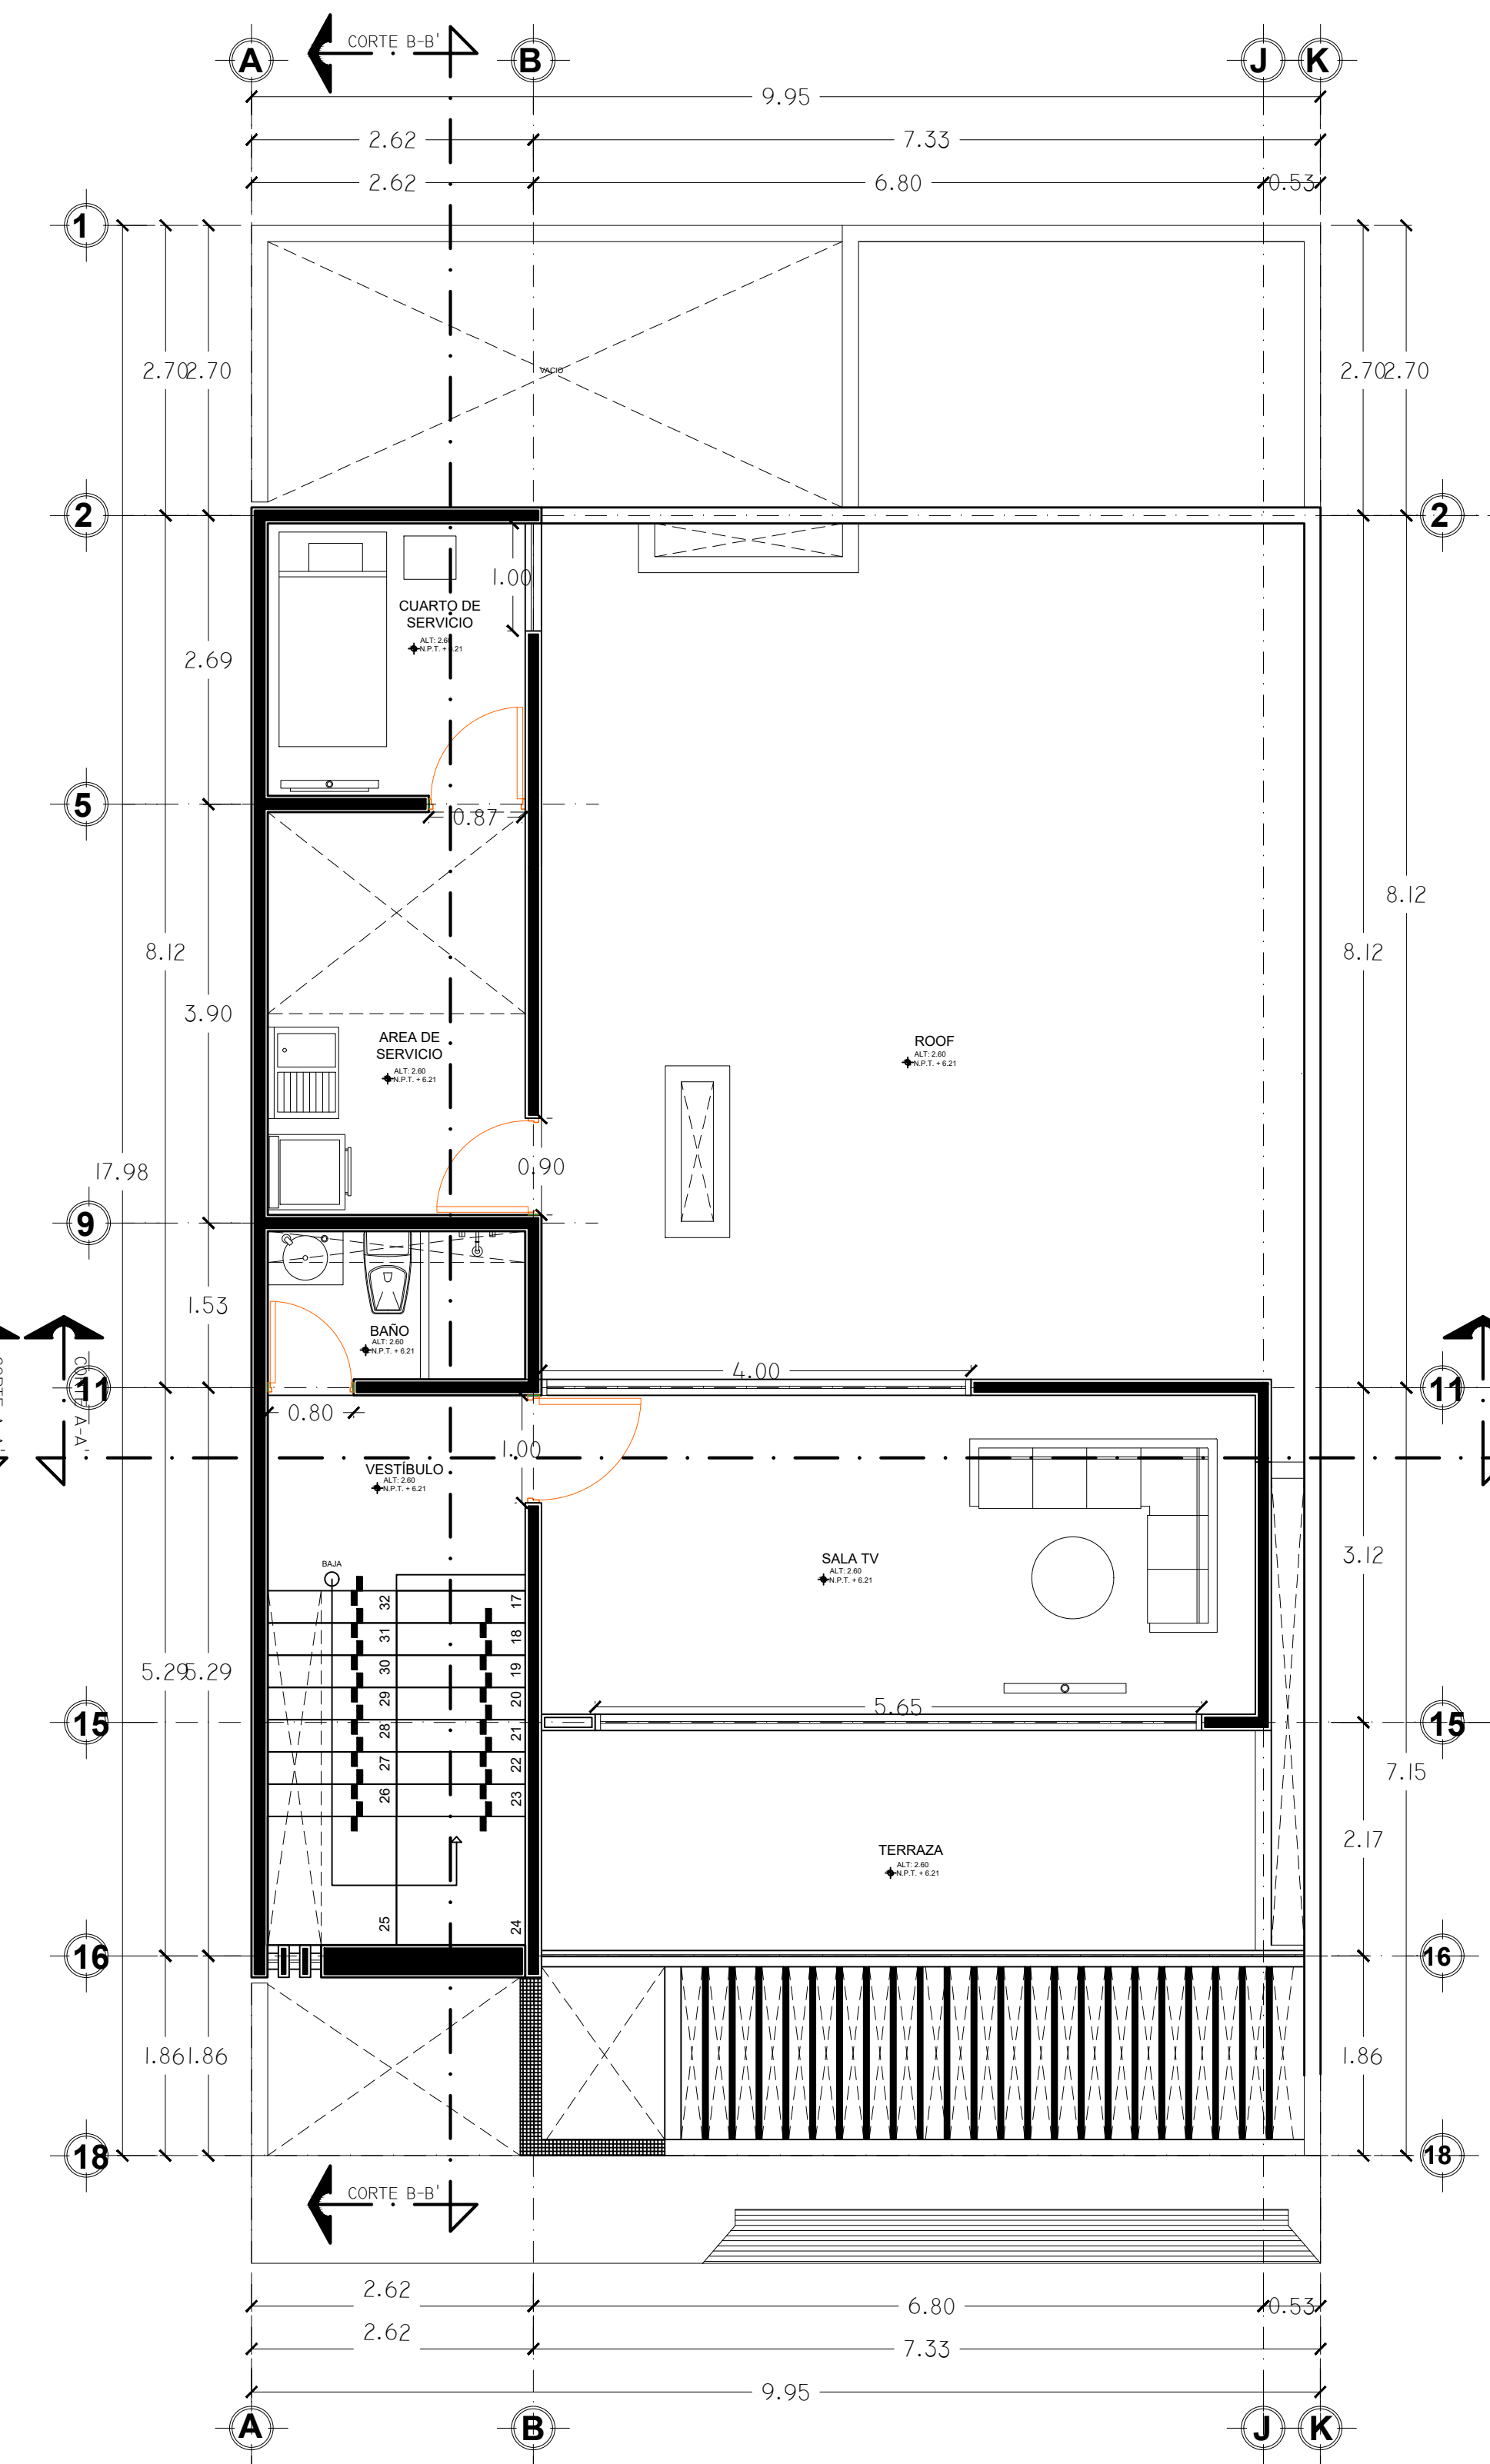 CORTE B-B'
A
B
J
K
9.95
2.62
7.33
2.62
6.80
0.53
1
2.70
2.70
2.70
2.70
VACIO
2
2
1.00
CUARTO DE
SERVICIO
ALT: 2.60
N.P.T. + 6.21
2.69
5
0.87
8.12
8.12
8.12
3.90
AREA DE
SERVICIO
ALT: 2.60
N.P.T. + 6.21
ROOF
ALT: 2.60
N.P.T. + 6.21
17.98
0.90
9
1.53
BAÑO
ALT: 2.60
N.P.T. + 6.21
CORTE A-A'
CORTE A-A'
11
4.00
11
0.80
1.00
VESTÍBULO
ALT: 2.60
N.P.T. + 6.21
SALA TV
ALT: 2.60
N.P.T. + 6.21
3.12
BAJA
32
17
31
18
30
19
29
20
28
21
27
22
26
23
25
24
5.29
5.29
15
5.65
15
7.15
2.17
TERRAZA
ALT: 2.60
N.P.T. + 6.21
16
16
1.86
1.86
1.86
18
18
CORTE B-B'
2.62
6.80
0.53
2.62
7.33
9.95
A
B
J
K